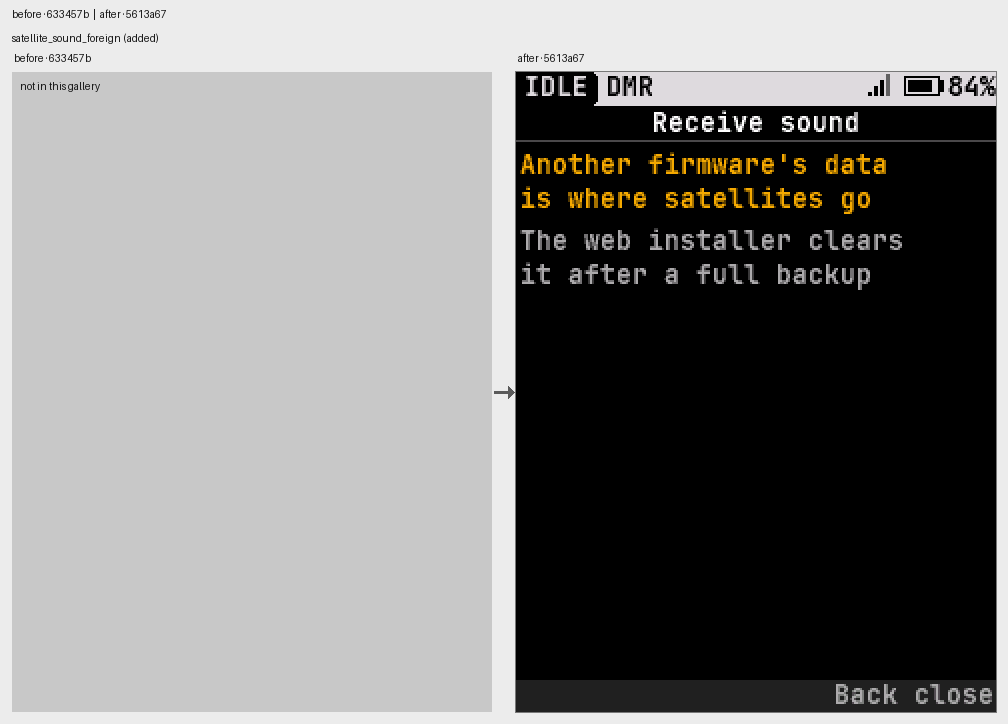 before·633457b | after·5613a67
satellite_sound_foreign (added)
before·633457b
not in this gallery
after·5613a67
IDLE DMR 84%
Receive sound
Another firmware's data
is where satellites go
The web installer clears
it after a full backup
Back close